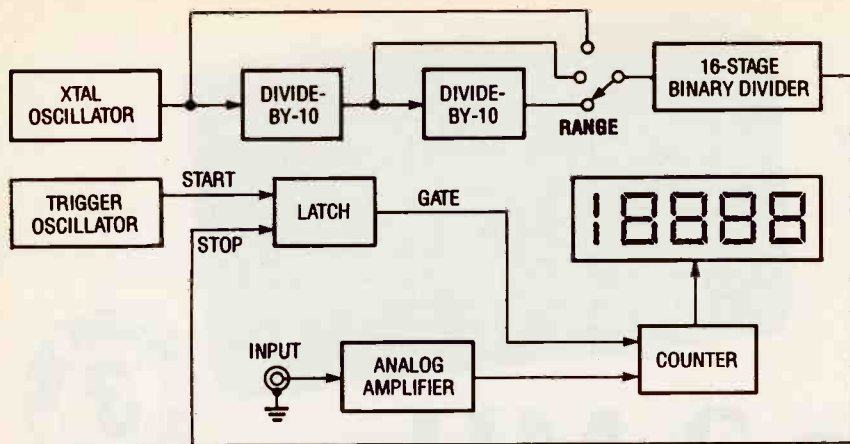 XTAL
OSCILLATOR
DIVIDE-
BY-10
DIVIDE-
BY-10
RANGE
16-STAGE
BINARY DIVIDER
TRIGGER
OSCILLATOR
START
STOP
LATCH
GATE
18888
INPUT
ANALOG
AMPLIFIER
COUNTER